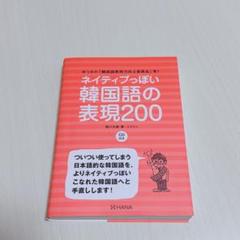 ネイティブっぽい
韓国語の
表現200
CD
付き
ついつい使ってしまう
日本語的な韓国語を、
よりネイティブっぽい
こなれた韓国語へと
手直しします！
HANA